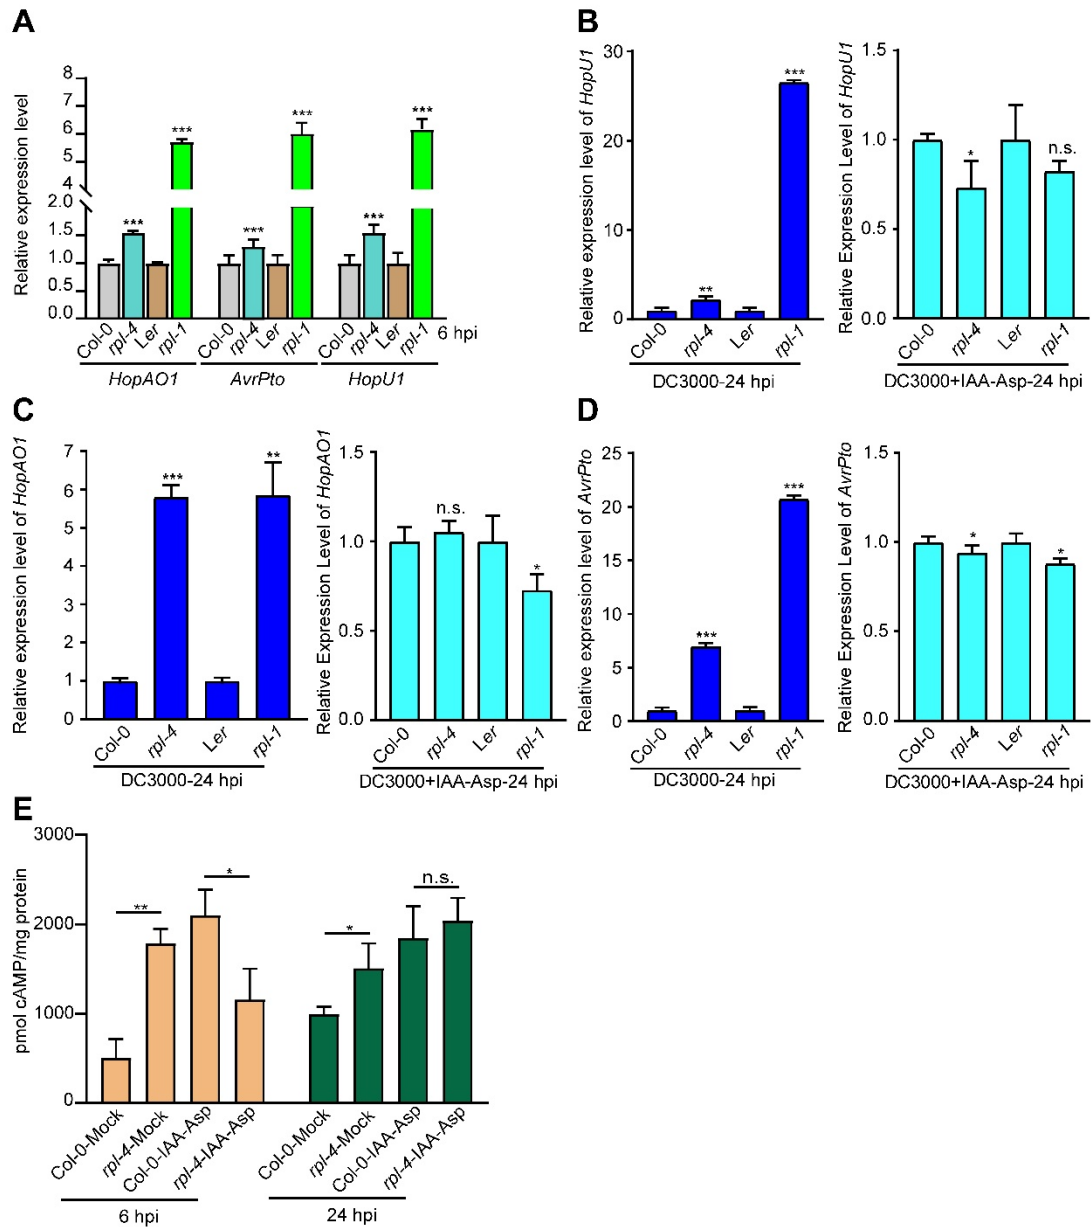 A
Relative expression level
8
6
4
2.0
1.5
1.0
0.5
0.0
*** *** *** *** *** ***
Col-0 rpl-4 Ler rpl-1 Col-0 rpl-4 Ler rpl-1 Col-0 rpl-4 Ler rpl-1 6 hpi
HopAO1 AvrPto HopU1
B
Relative expression level of HopU1
30
20
10
0
** ***
Col-0 rpl-4 Ler rpl-1
DC3000-24 hpi
Relative Expression Level of HopU1
1.5
1.0
0.5
0.0
* n.s.
Col-0 rpl-4 Ler rpl-1
DC3000+IAA-Asp-24 hpi
C
Relative expression level of HopAO1
7
6
5
4
3
2
1
0
*** **
Col-0 rpl-4 Ler rpl-1
DC3000-24 hpi
Relative Expression Level of HopAO1
1.5
1.0
0.5
0.0
n.s. *
Col-0 rpl-4 Ler rpl-1
DC3000+IAA-Asp-24 hpi
D
Relative expression level of AvrPto
25
20
15
10
5
0
*** ***
Col-0 rpl-4 Ler rpl-1
DC3000-24 hpi
Relative Expression Level of AvrPto
1.5
1.0
0.5
0.0
* *
Col-0 rpl-4 Ler rpl-1
DC3000+IAA-Asp-24 hpi
E
pmol cAMP/mg protein
3000
2000
1000
0
** * * n.s.
Col-0-Mock rpl-4-Mock Col-0-IAA-Asp rpl-4-IAA-Asp Col-0-Mock rpl-4-Mock Col-0-IAA-Asp rpl-4-IAA-Asp
6 hpi 24 hpi